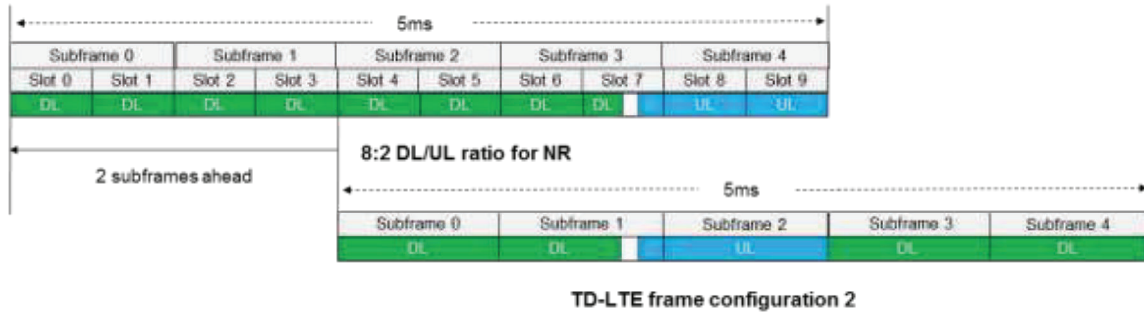 5ms
Subframe 0 Subframe 1 Subframe 2 Subframe 3 Subframe 4
Slot 0 Slot 1 Slot 2 Slot 3 Slot 4 Slot 5 Slot 6 Slot 7 Slot 8 Slot 9
DL DL DL DL DL DL DL DL UL UL
8:2 DL/UL ratio for NR
2 subframes ahead
5ms
Subframe 0 Subframe 1 Subframe 2 Subframe 3 Subframe 4
DL DL UL DL DL
TD-LTE frame configuration 2